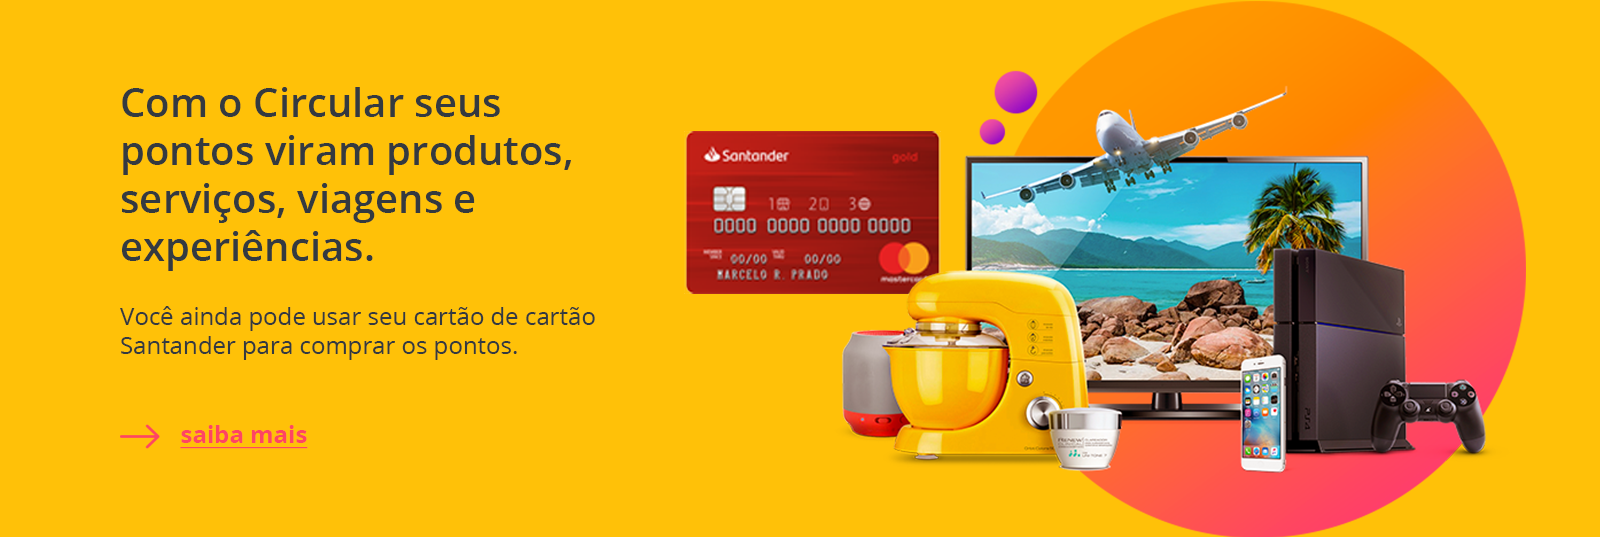 Com o Circular seus
pontos viram produtos,
serviços, viagens e
experiências.
Você ainda pode usar seu cartão de cartão
Santander para comprar os pontos.
saiba mais
Santander
gold
1 2 3
0000 0000 0000 0000
00/00 00/00
MARCELO R. PRADO
mastercard
PS4